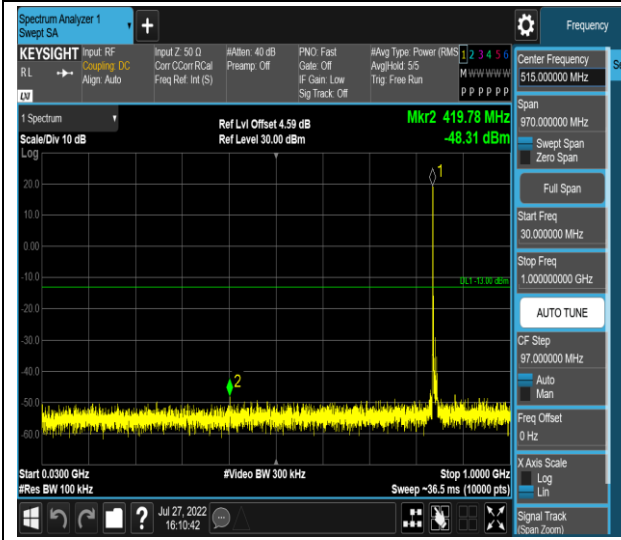 Spectrum Analyzer 1
Swept SA
+
Frequency
KEYSIGHT
RL
LXI
Input: RF
Coupling: DC
Align: Auto
Input Z: 50 Ω
Corr CCorr RCal
Freq Ref: Int (S)
#Atten: 40 dB
Preamp: Off
PNO: Fast
Gate: Off
IF Gain: Low
Sig Track: Off
#Avg Type: Power (RMS
Avg|Hold: 5/5
Trig: Free Run
1 2 3 4 5 6
M W W W W W
P P P P P P
1 Spectrum
Scale/Div 10 dB
Log
Ref Lvl Offset 4.59 dB
Ref Level 30.00 dBm
Mkr2 419.78 MHz
-48.31 dBm
1
20.0
10.0
0.00
-10.0
DL1 -13.00 dBm
-20.0
-30.0
-40.0
2
-50.0
-60.0
Start 0.0300 GHz
#Video BW 300 kHz
Stop 1.0000 GHz
#Res BW 100 kHz
Sweep ~36.5 ms (10000 pts)
Center Frequency
515.000000 MHz
Span
970.000000 MHz
Swept Span
Zero Span
Full Span
Start Freq
30.000000 MHz
Stop Freq
1.000000000 GHz
AUTO TUNE
CF Step
97.000000 MHz
Auto
Man
Freq Offset
0 Hz
X Axis Scale
Log
Lin
Signal Track
(Span Zoom)
?
Jul 27, 2022
16:10:42